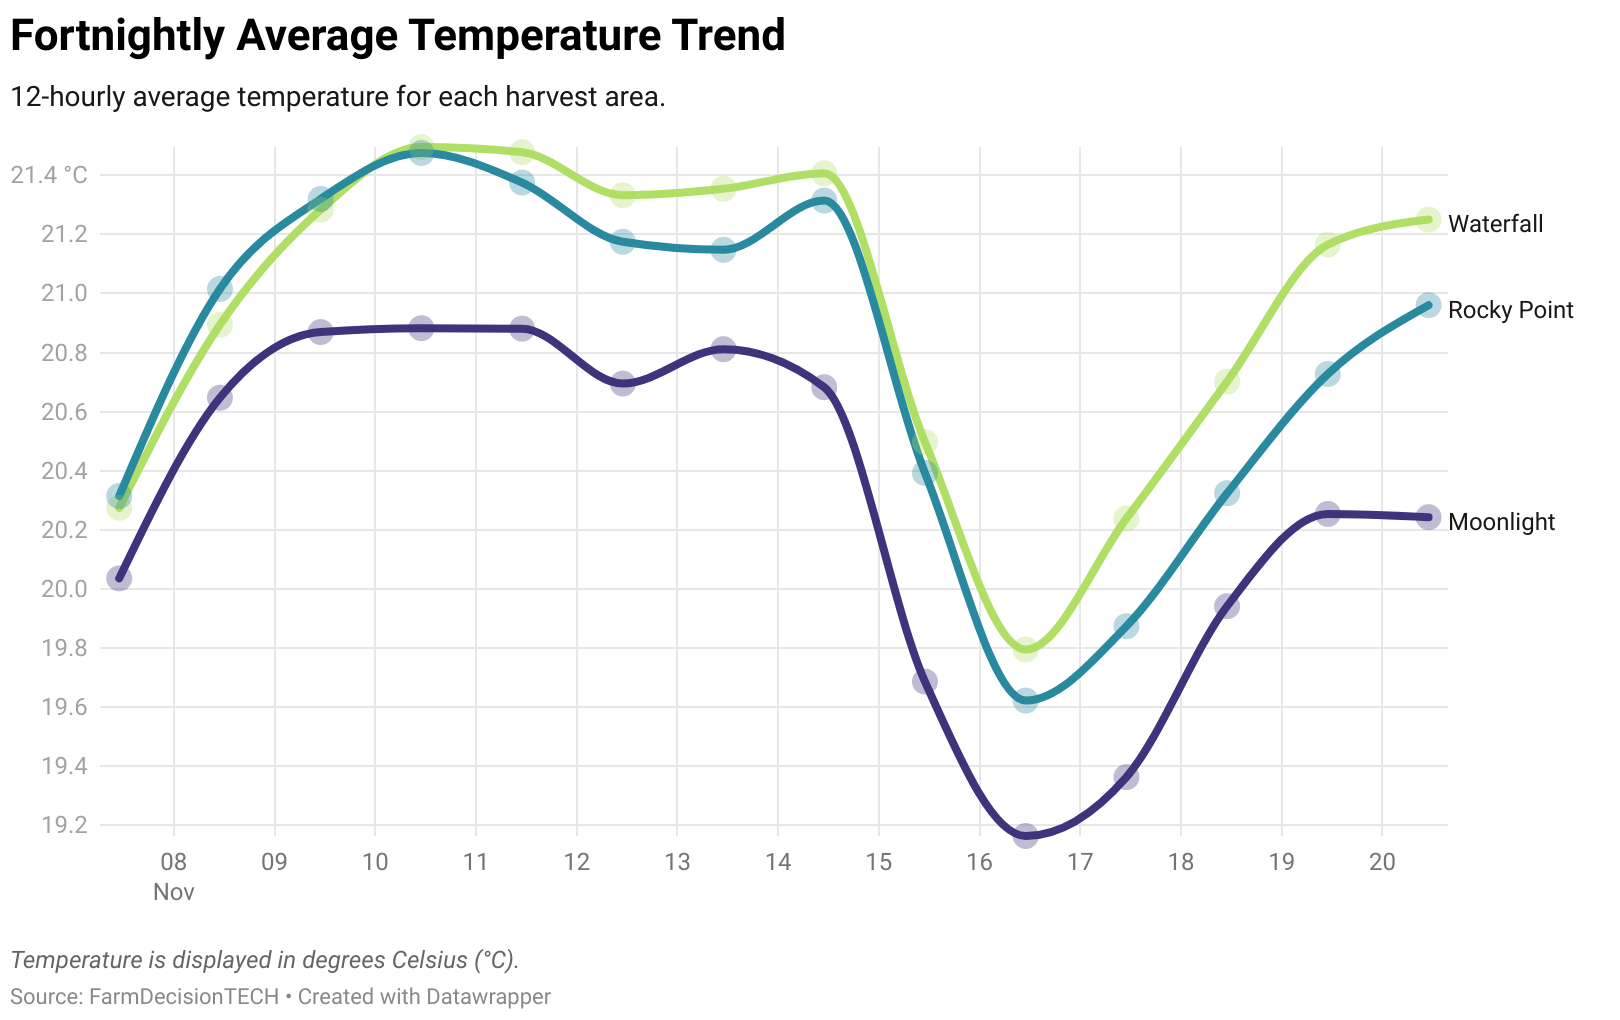 Fortnightly Average Temperature Trend
12-hourly average temperature for each harvest area.
21.4 °C
21.2
21.0
20.8
20.6
20.4
20.2
20.0
19.8
19.6
19.4
19.2
Waterfall
Rocky Point
Moonlight
08 09 10 11 12 13 14 15 16 17 18 19 20
Nov
Temperature is displayed in degrees Celsius (°C).
Source: FarmDecisionTECH • Created with Datawrapper